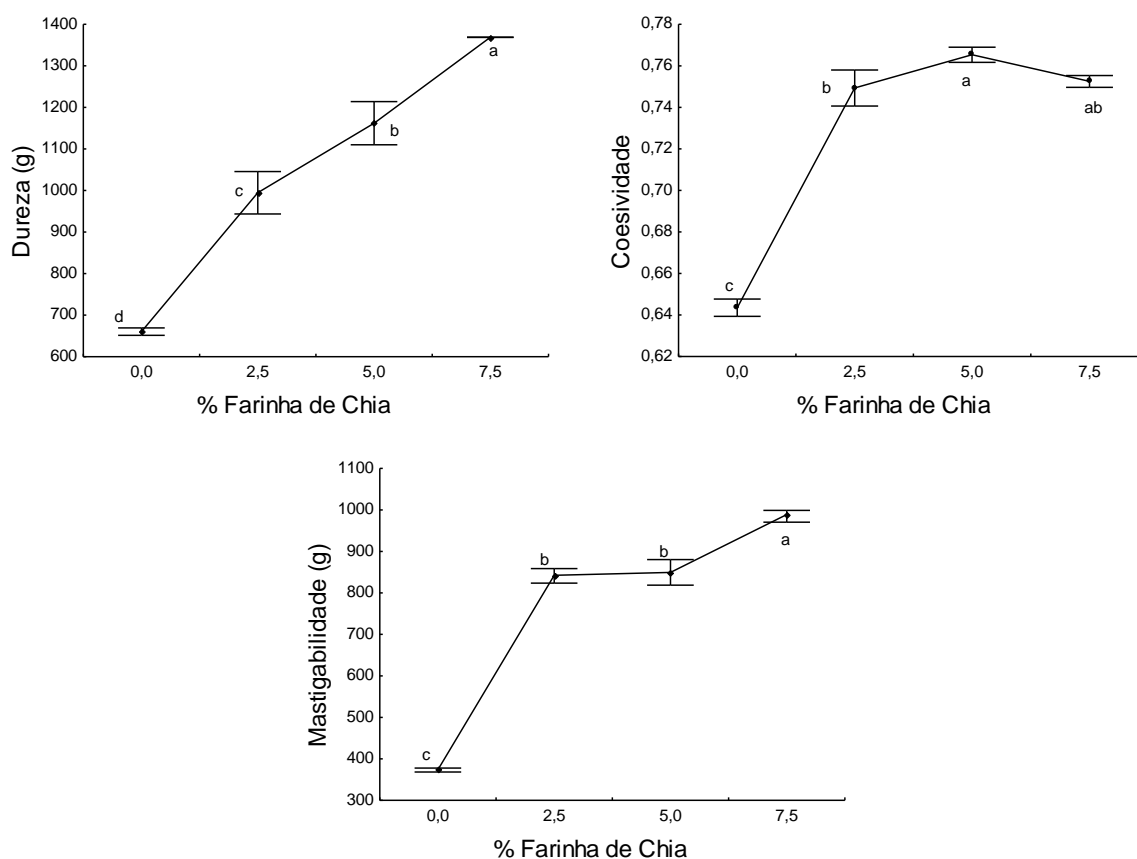 Dureza (g)
1400
1300
1200
1100
1000
900
800
700
600
d
c
b
a
0,0 2,5 5,0 7,5
% Farinha de Chia
Coesividade
0,78
0,76
0,74
0,72
0,70
0,68
0,66
0,64
0,62
c
b
a
ab
0,0 2,5 5,0 7,5
% Farinha de Chia
Mastigabilidade (g)
1100
1000
900
800
700
600
500
400
300
c
b
b
a
0,0 2,5 5,0 7,5
% Farinha de Chia